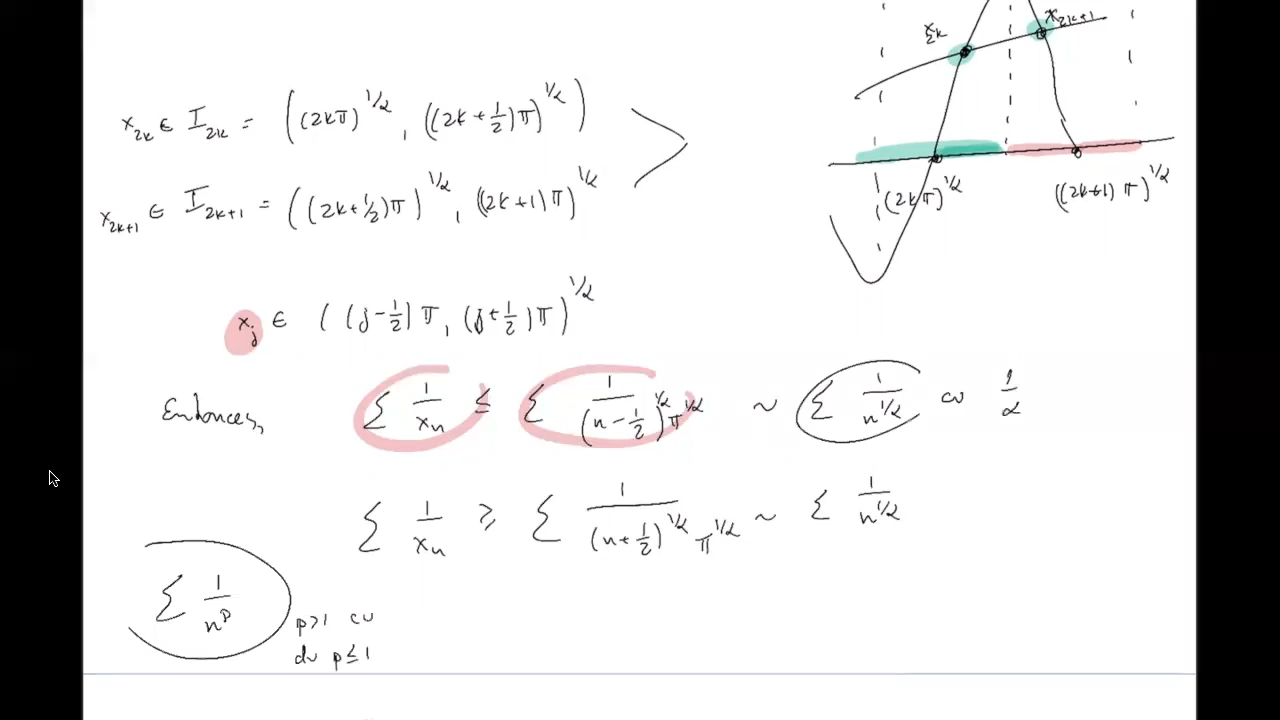 x_{2k} x_{2k+1}
x_{2k} ∈ I_{2k} = ((2kπ)^{1/α}, ((2k + 1/2)π)^{1/α})
x_{2k+1} ∈ I_{2k+1} = (((2k + 1/2)π)^{1/α}, ((2k+1)π)^{1/α}
(2kπ)^{1/α} ((2k+1)π)^{1/α}
x_j ∈ ((j - 1/2)π, (j + 1/2)π)^{1/α}
Entonces, Σ 1/x_n ≤ Σ 1/((n - 1/2)^{1/α} π^{1/α}) ~ Σ 1/n^{1/α} cv 1/α
Σ 1/x_n ≥ Σ 1/((n + 1/2)^{1/α} π^{1/α}) ~ Σ 1/n^{1/α}
Σ 1/n^p
p>1 cv
dv p≤1